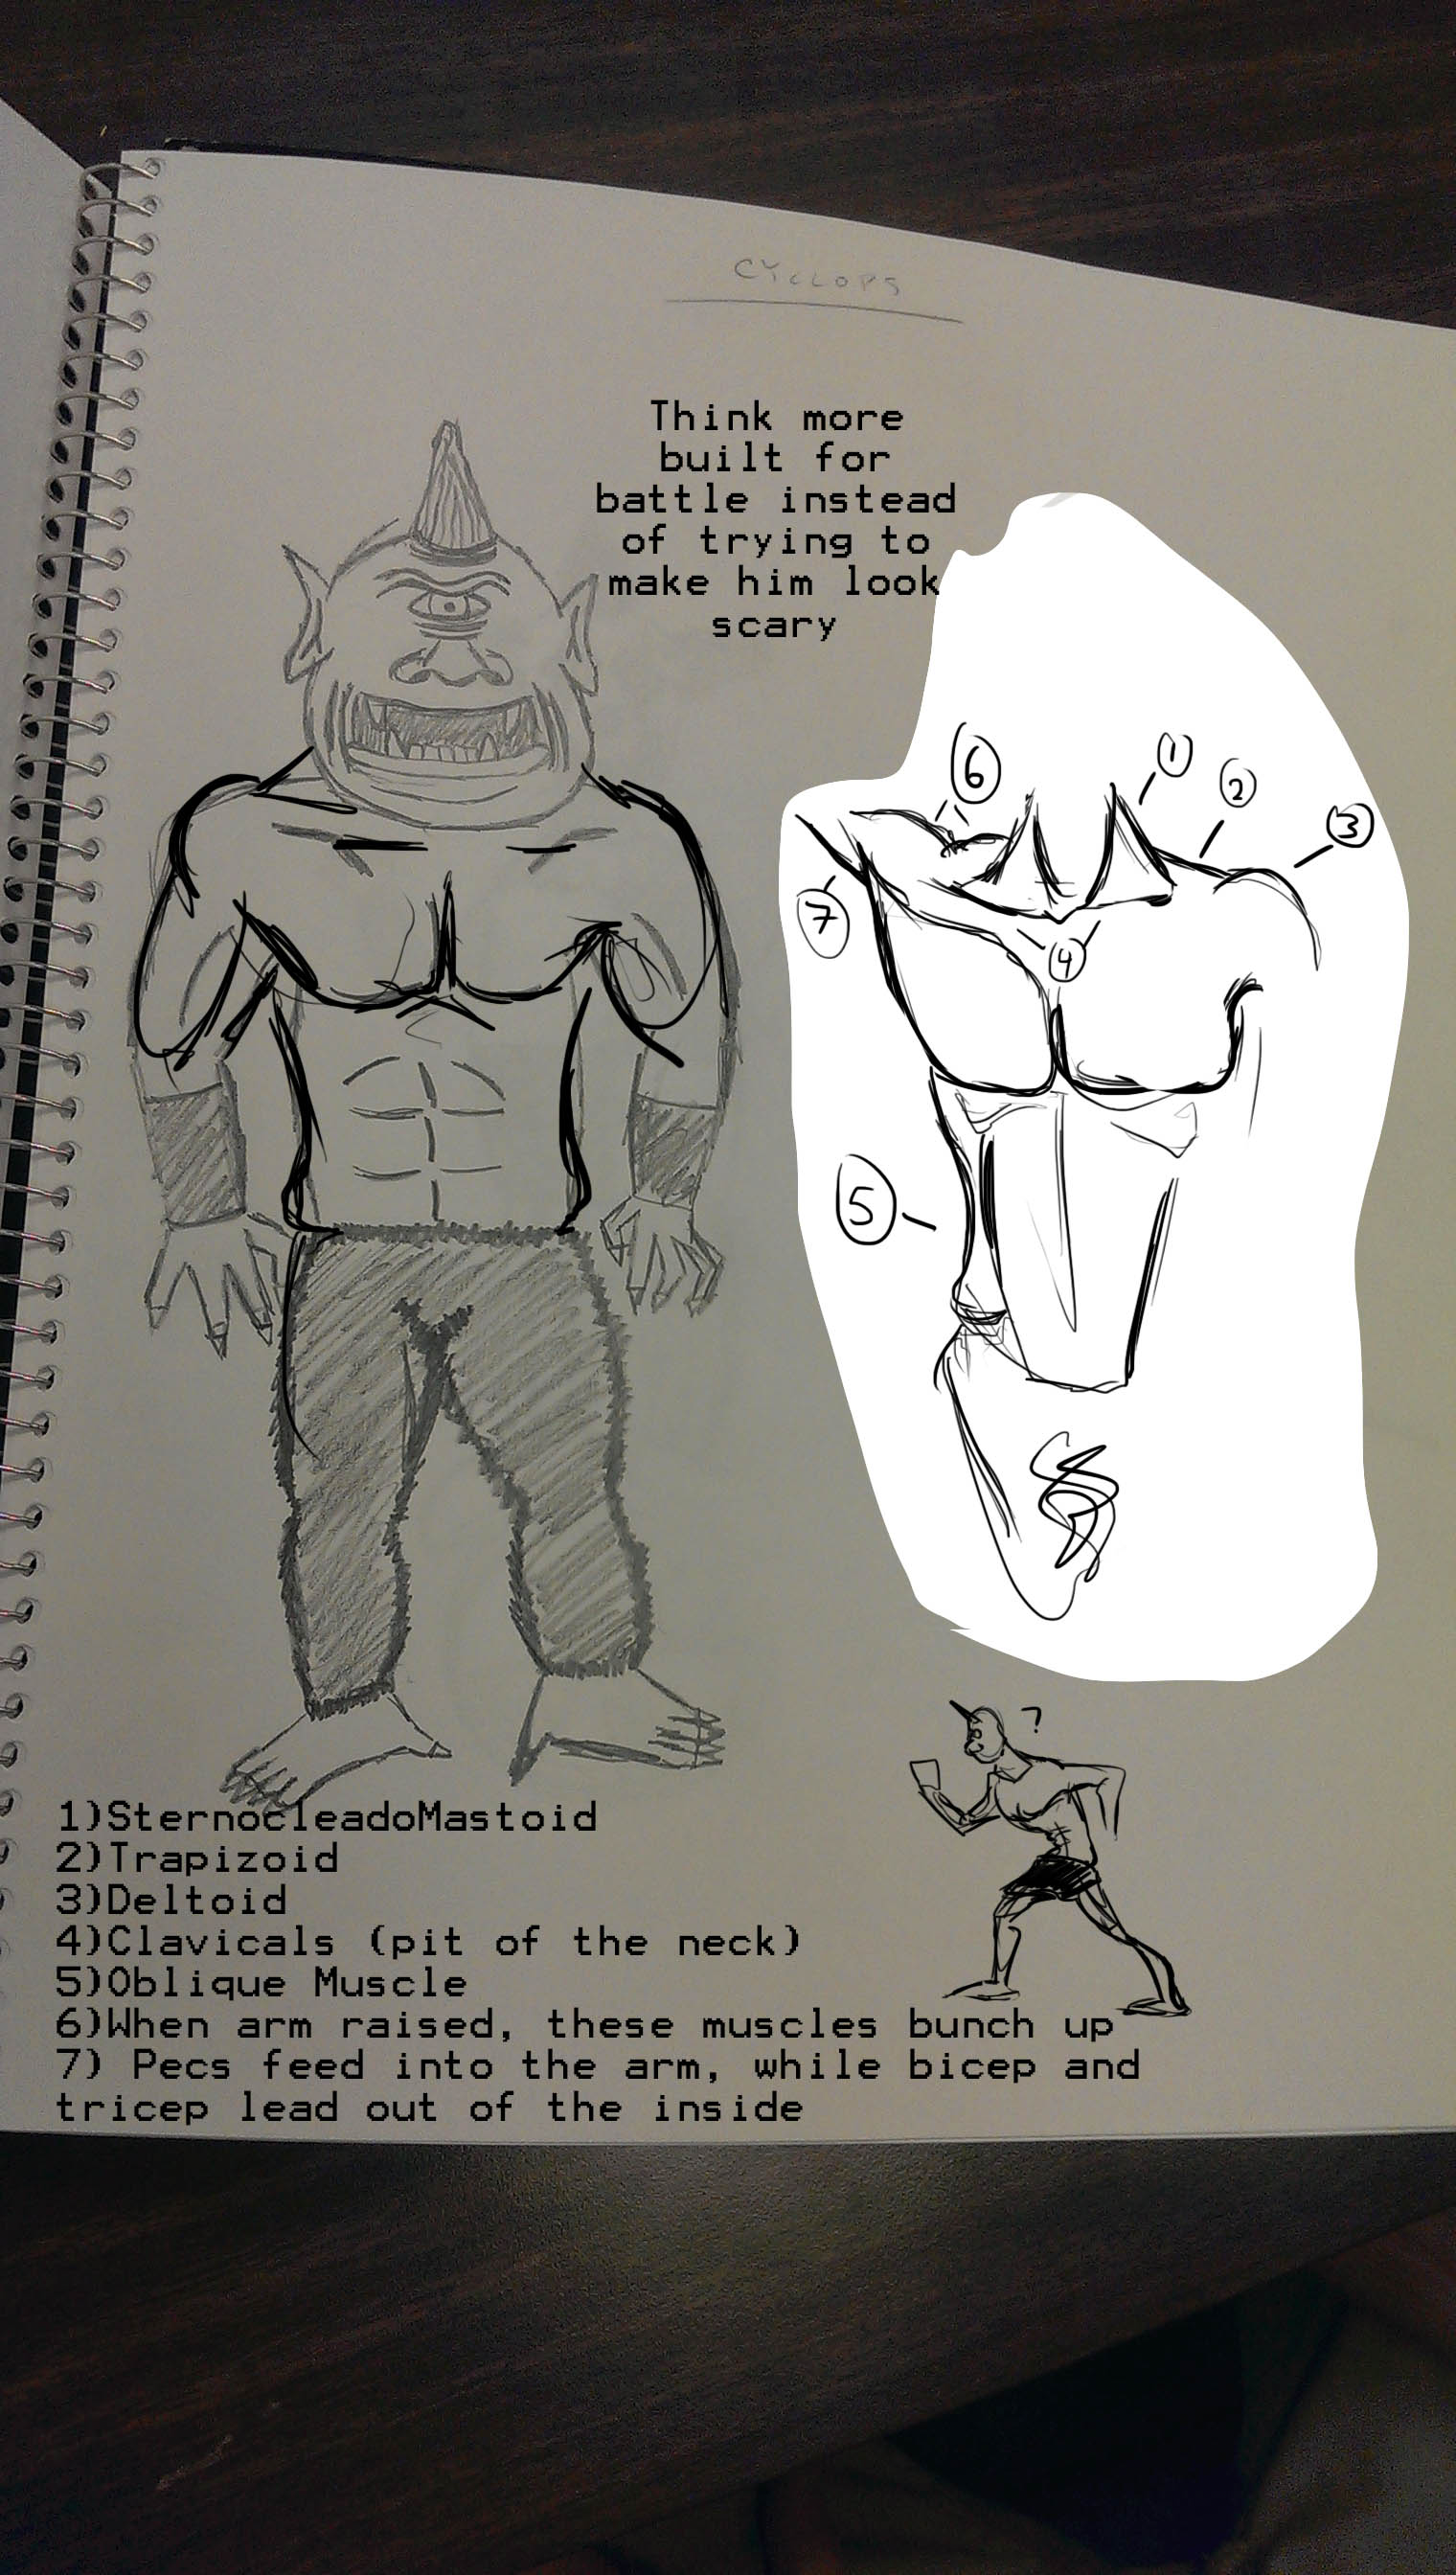 CYCLOPS
Think more
built for
battle instead
of trying to
make him look
scary
6
1
2
3
7
4
5
?
1)SternocleadoMastoid
2)Trapizoid
3)Deltoid
4)Clavicals (pit of the neck)
5)Oblique Muscle
6)When arm raised, these muscles bunch up
7) Pecs feed into the arm, while bicep and
tricep lead out of the inside